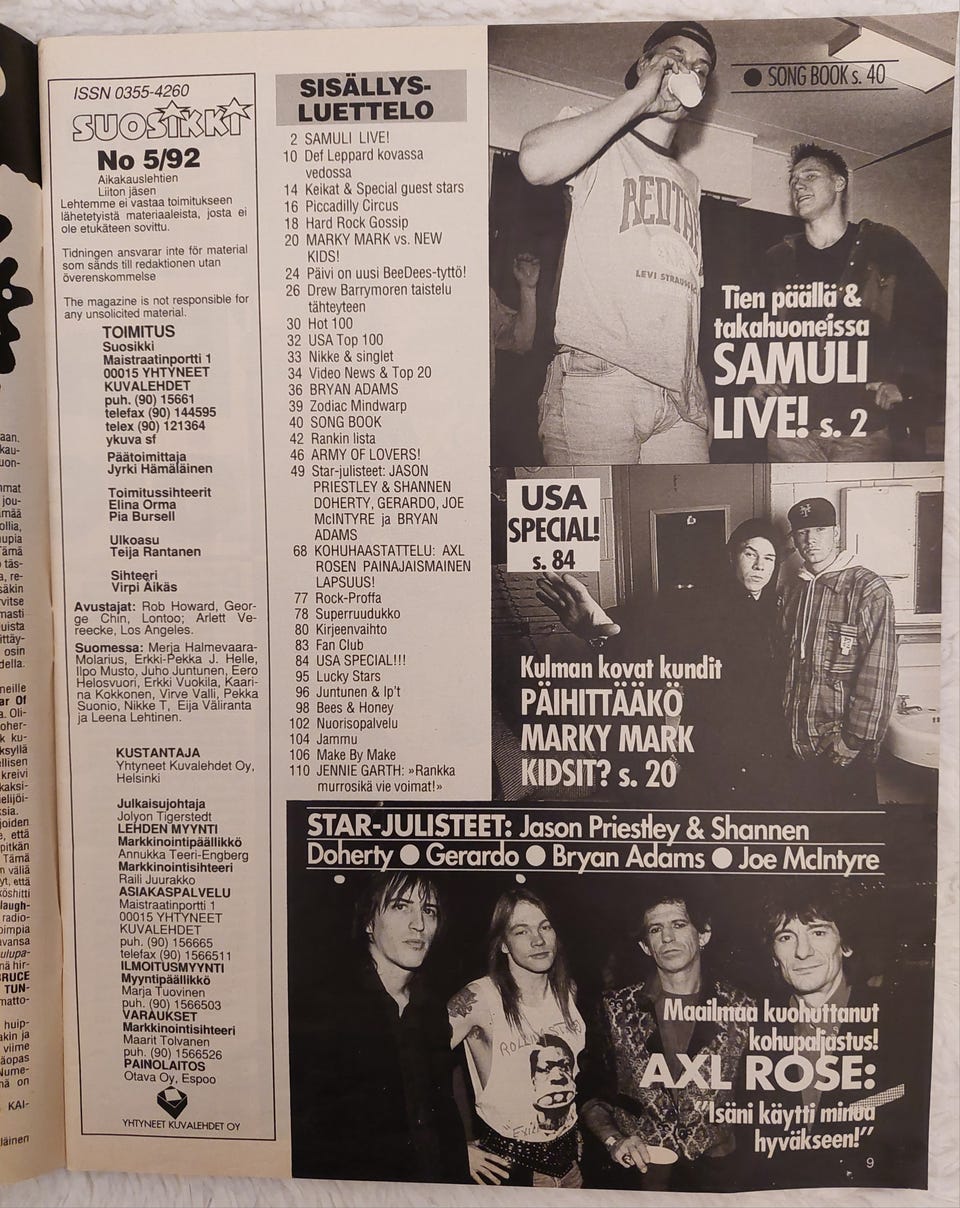 ISSN 0355-4260
SUOSIKKI
No 5/92
Aikakauslehtien
Liiton jäsen
Lehtemme ei vastaa toimitukseen
lähetetyistä materiaaleista, josta ei
ole etukäteen sovittu.
Tidningen ansvarar inte för material
som sänds till redaktionen utan
överenskommelse
The magazine is not responsible for
any unsolicited material.
TOIMITUS
Suosikki
Maistraatinportti 1
00015 YHTYNEET
KUVALEHDET
puh. (90) 15661
telefax (90) 144595
telex (90) 121364
ykuva sf
Päätoimittaja
Jyrki Hämäläinen
Toimitussihteerit
Elina Orma
Pia Bursell
Ulkoasu
Teija Rantanen
Sihteeri
Virpi Äikäs
Avustajat: Rob Howard, Geor-
ge Chin, Lontoo; Arlett Ve-
reecke, Los Angeles.
Suomessa: Merja Halmevaara-
Molarius, Erkki-Pekka J. Helle,
Ilpo Musto, Juho Juntunen, Eero
Helosvuori, Erkki Vuokila, Kaari-
na Kokkonen, Virve Valli, Pekka
Suonio, Nikke T, Eija Väliranta
ja Leena Lehtinen.
KUSTANTAJA
Yhtyneet Kuvalehdet Oy,
Helsinki
Julkaisujohtaja
Jolyon Tigerstedt
LEHDEN MYYNTI
Markkinointipäällikkö
Annukka Teeri-Engberg
Markkinointisihteeri
Raili Juurakko
ASIAKASPALVELU
Maistraatinportti 1
00015 YHTYNEET
KUVALEHDET
puh. (90) 156665
telefax (90) 1566511
ILMOITUSMYYNTI
Myyntipäällikkö
Marja Tuovinen
puh. (90) 1566503
VARAUKSET
Markkinointisihteeri
Maarit Tolvanen
puh. (90) 1566526
PAINOLAITOS
Otava Oy, Espoo
YHTYNEET KUVALEHDET OY
SISÄLLYS-
LUETTELO
2 SAMULI LIVE!
10 Def Leppard kovassa
vedossa
14 Keikat & Special guest stars
16 Piccadilly Circus
18 Hard Rock Gossip
20 MARKY MARK vs. NEW
KIDS!
24 Päivi on uusi BeeDees-tyttö!
26 Drew Barrymoren taistelu
tähteyteen
30 Hot 100
32 USA Top 100
33 Nikke & singlet
34 Video News & Top 20
36 BRYAN ADAMS
39 Zodiac Mindwarp
40 SONG BOOK
42 Rankin lista
46 ARMY OF LOVERS!
49 Star-julisteet: JASON
PRIESTLEY & SHANNEN
DOHERTY, GERARDO, JOE
McINTYRE ja BRYAN
ADAMS
68 KOHUHAASTATTELU: AXL
ROSEN PAINAJAISMAINEN
LAPSUUS!
77 Rock-Proffa
78 Superruudukko
80 Kirjeenvaihto
83 Fan Club
84 USA SPECIAL!!!
95 Lucky Stars
96 Juntunen & lp't
98 Bees & Honey
102 Nuorisopalvelu
104 Jammu
106 Make By Make
110 JENNIE GARTH: »Rankka
murrosikä vie voimat!»
● SONG BOOK s. 40
LEVI STRAUSS
Tien päällä &
takahuoneissa
SAMULI
LIVE! s. 2
USA
SPECIAL!
s. 84
Kulman kovat kundit
PÄIHITTÄÄKÖ
MARKY MARK
KIDSIT? s. 20
STAR-JULISTEET: Jason Priestley & Shannen
Doherty ● Gerardo ● Bryan Adams ● Joe McIntyre
Maailmaa kuohuttanut
kohupaljastus!
AXL ROSE:
"Isäni käytti minua
hyväkseen!"
9